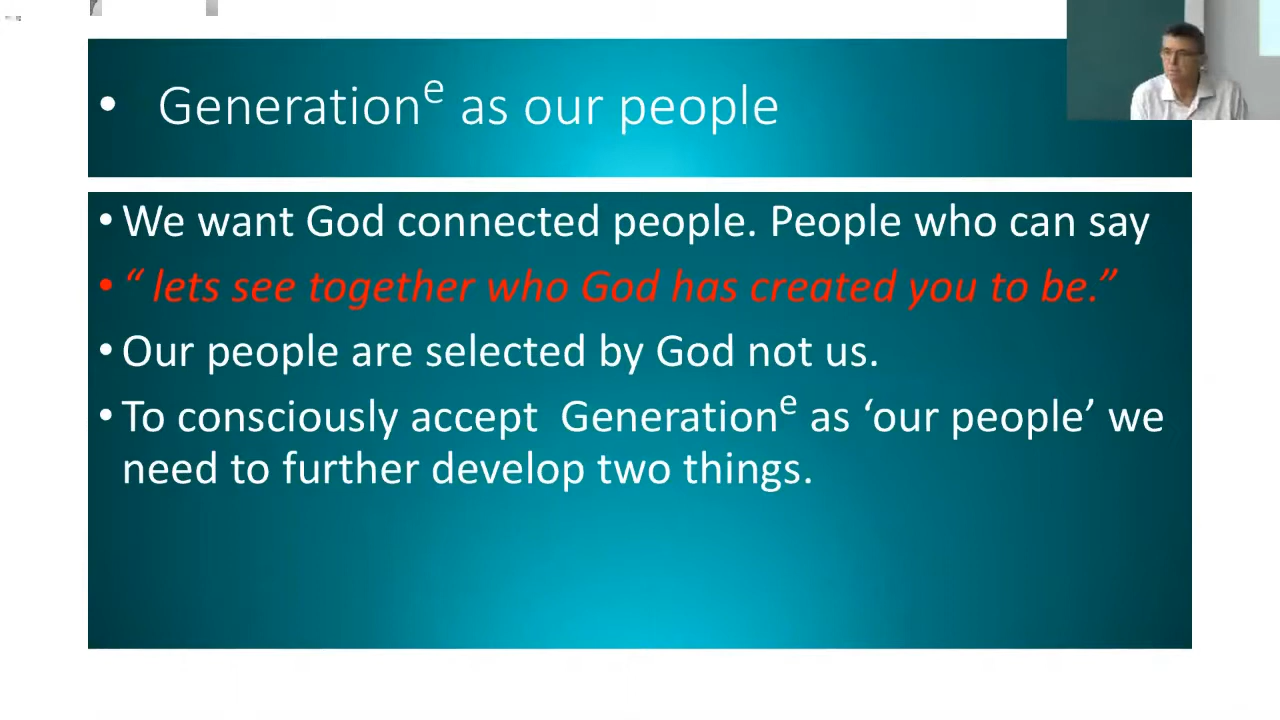 • Generationᵉ as our people
• We want God connected people. People who can say
• “ lets see together who God has created you to be.”
• Our people are selected by God not us.
• To consciously accept  Generationᵉ as ‘our people’ we
need to further develop two things.